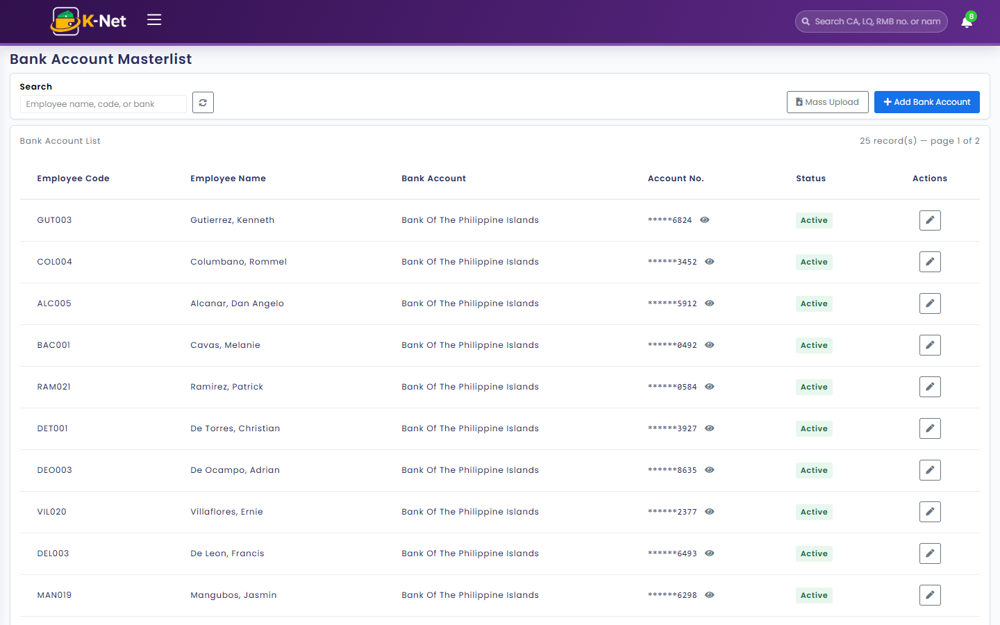 K-Net
Search CA, LQ, RMB no. or nam
8
Bank Account Masterlist
Search
Employee name, code, or bank
Mass Upload
Add Bank Account
Bank Account List
25 record(s) — page 1 of 2
Employee Code Employee Name Bank Account Account No. Status Actions
GUT003 Gutierrez, Kenneth Bank Of The Philippine Islands *****6824 Active
COL004 Columbano, Rommel Bank Of The Philippine Islands ******3452 Active
ALC005 Alcanar, Dan Angelo Bank Of The Philippine Islands ******5912 Active
BAC001 Cavas, Melanie Bank Of The Philippine Islands ******0492 Active
RAM021 Ramirez, Patrick Bank Of The Philippine Islands ******0584 Active
DET001 De Torres, Christian Bank Of The Philippine Islands ******3927 Active
DEO003 De Ocampo, Adrian Bank Of The Philippine Islands ******8635 Active
VIL020 Villaflores, Ernie Bank Of The Philippine Islands ******2377 Active
DEL003 De Leon, Francis Bank Of The Philippine Islands ******6493 Active
MAN019 Mangubos, Jasmin Bank Of The Philippine Islands ******6298 Active